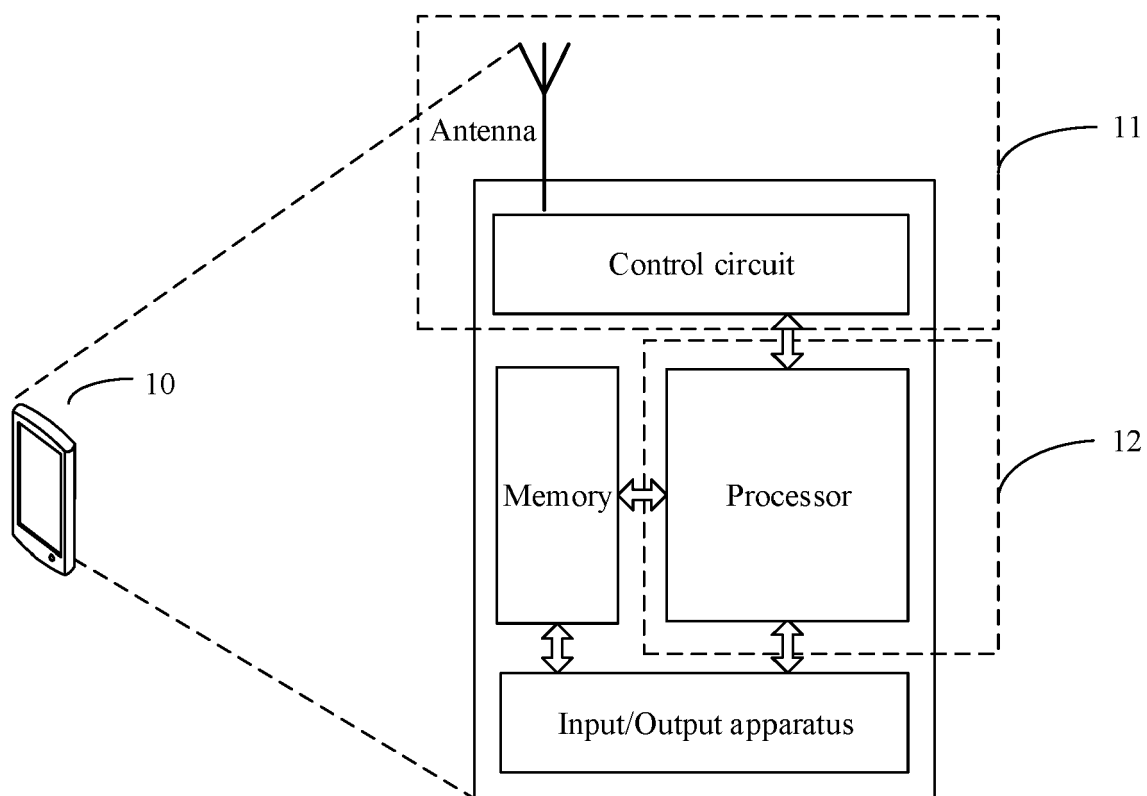 11
Antenna
Control circuit
10
12
Memory
Processor
Input/Output apparatus